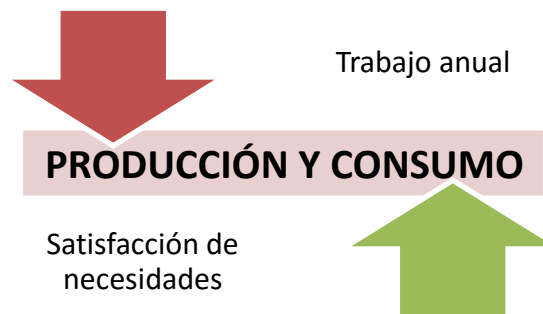 Trabajo anual
PRODUCCIÓN Y CONSUMO
Satisfacción de
necesidades